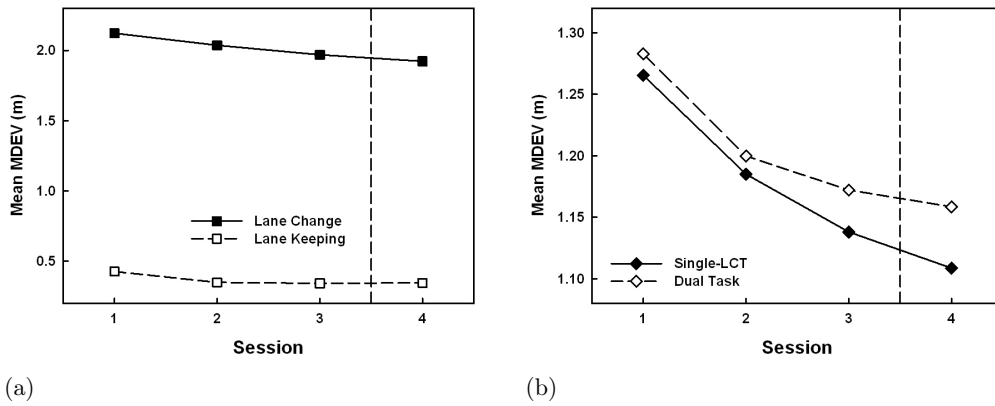 Mean MDEV (m)
2.0
1.5
1.0
0.5
Lane Change
Lane Keeping
1 2 3 4
Session
(a)
Mean MDEV (m)
1.30
1.25
1.20
1.15
1.10
Single-LCT
Dual Task
1 2 3 4
Session
(b)